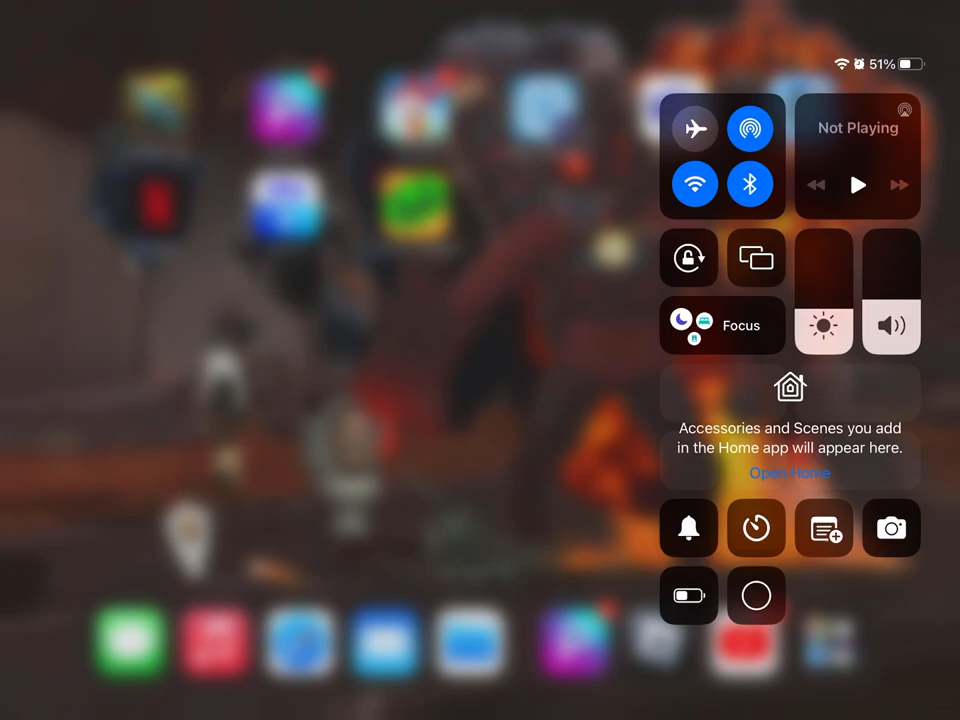 51%
Not Playing
Focus
Accessories and Scenes you add
in the Home app will appear here.
Open Home